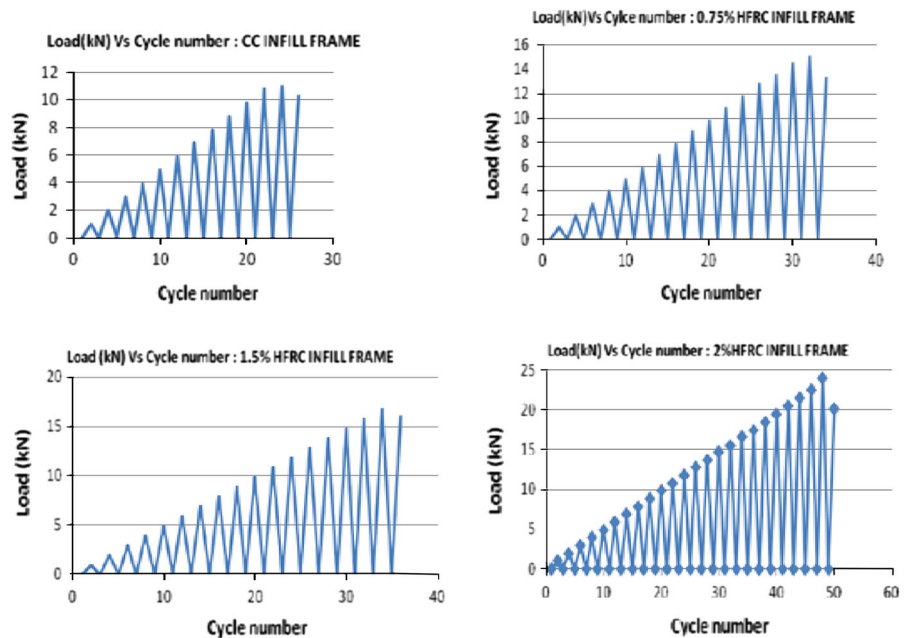 Load(kN) Vs Cycle number : CC INFILL FRAME
12
10
8
6
4
2
0
Load (kN)
0 10 20 30
Cycle number
Load(kN)Vs Cylce number : 0.75% HFRC INFILL FRAME
16
14
12
10
8
6
4
2
0
Load (kN)
0 10 20 30 40
Cycle number
Load (kN) Vs Cycle number : 1.5% HFRC INFILL FRAME
20
15
10
5
0
Load (kN)
0 10 20 30 40
Cycle number
Load(kN) Vs Cycle number : 2%HFRC INFILL FRAME
25
20
15
10
5
0
Load (kN)
0 10 20 30 40 50 60
Cycle number